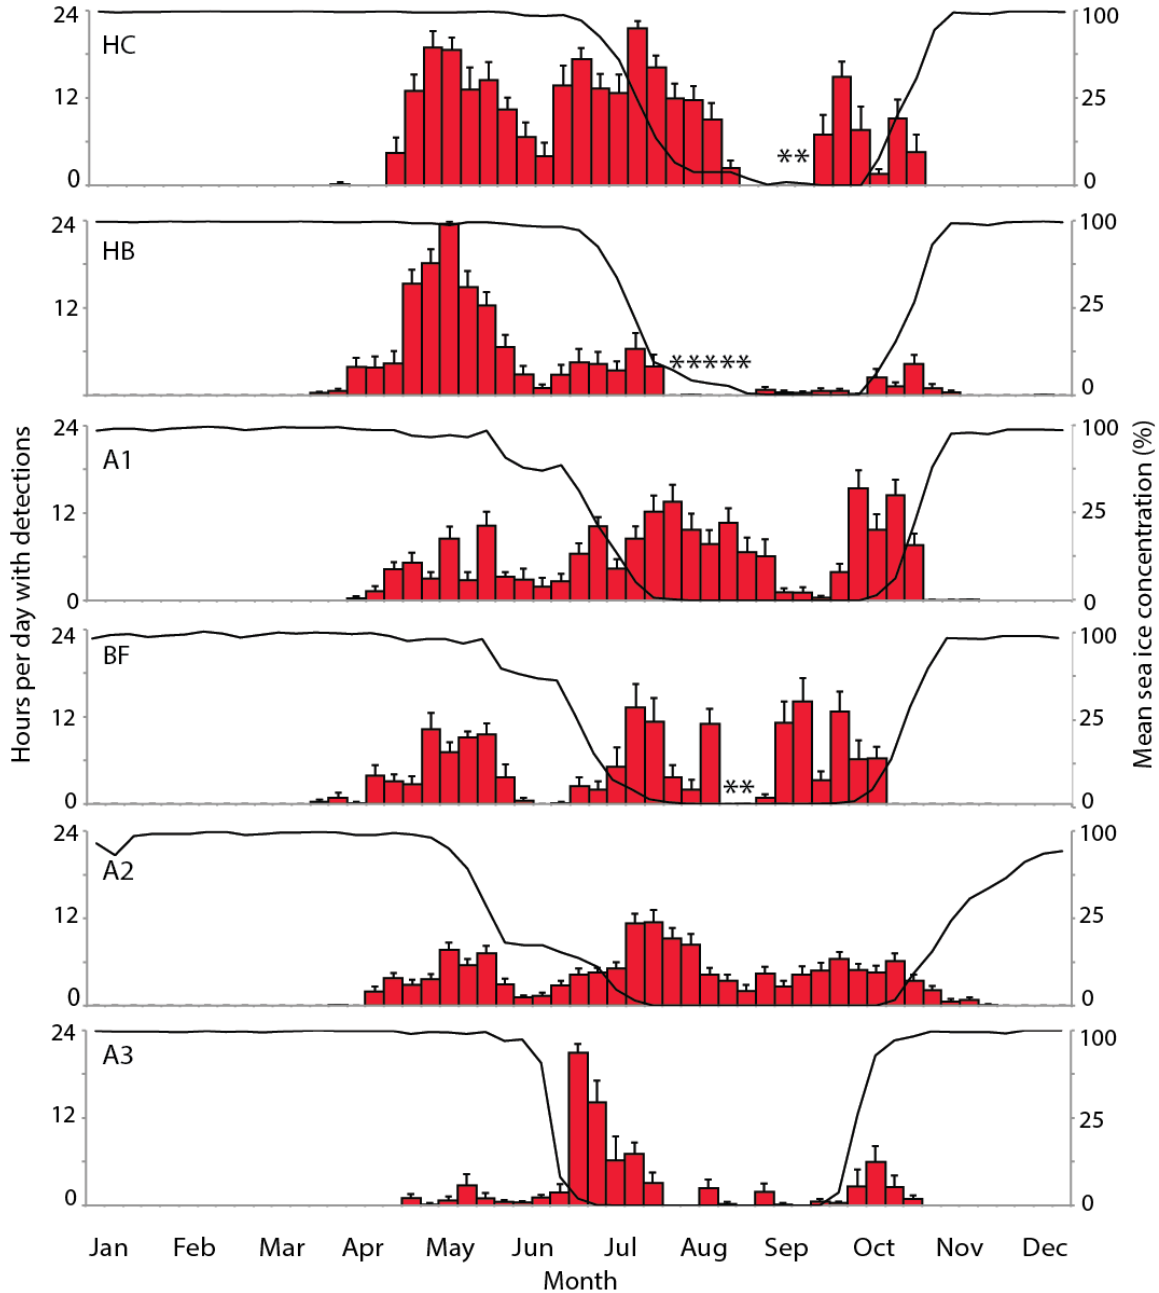 24 100
HC
12 25
**
0 0
24 100
HB
12 25
*****
0 0
24 100
A1
12 25
0 0
24 100
BF
12 25
**
0 0
24 100
A2
12 25
0 0
24 100
A3
12 25
0 0
Hours per day with detections
Mean sea ice concentration (%)
Jan Feb Mar Apr May Jun Jul Aug Sep Oct Nov Dec
Month